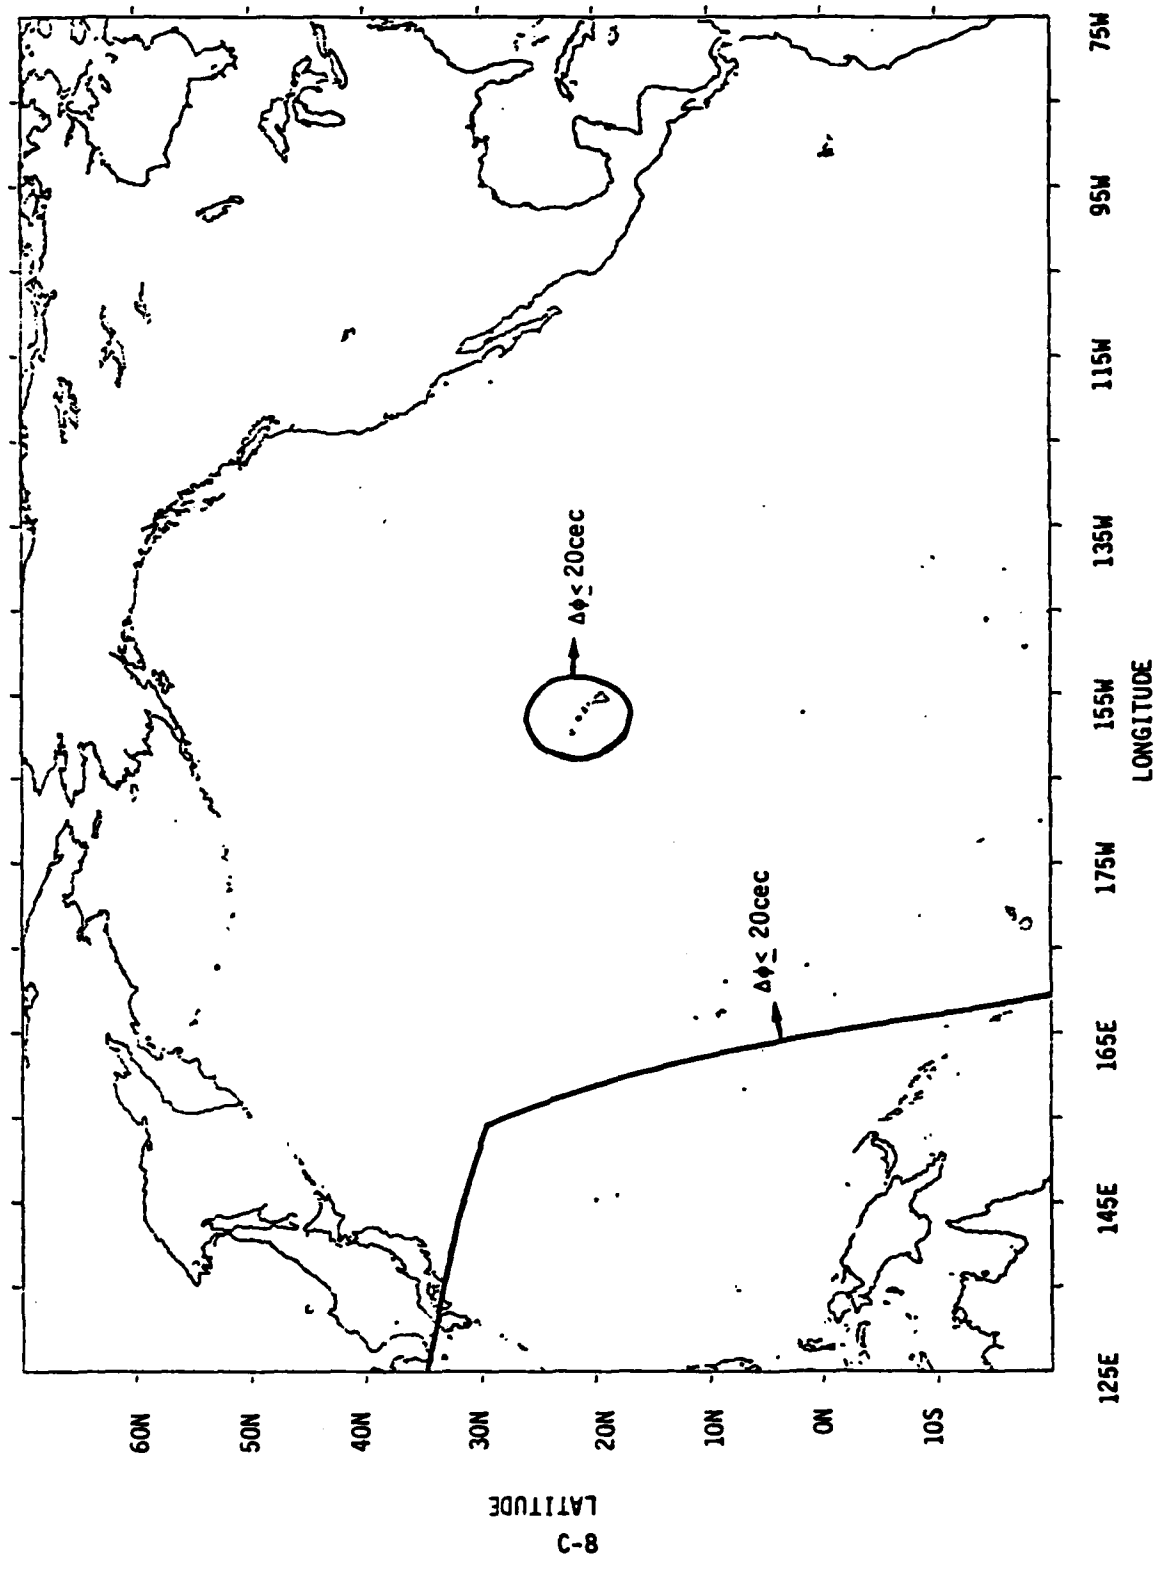 60N
50N
40N
30N
20N
10N
0N
10S
LATITUDE
125E
145E
165E
175W
155W
135W
115W
95W
75W
LONGITUDE
Δϕ≤ 20cec
Δϕ≤ 20cec
C-8